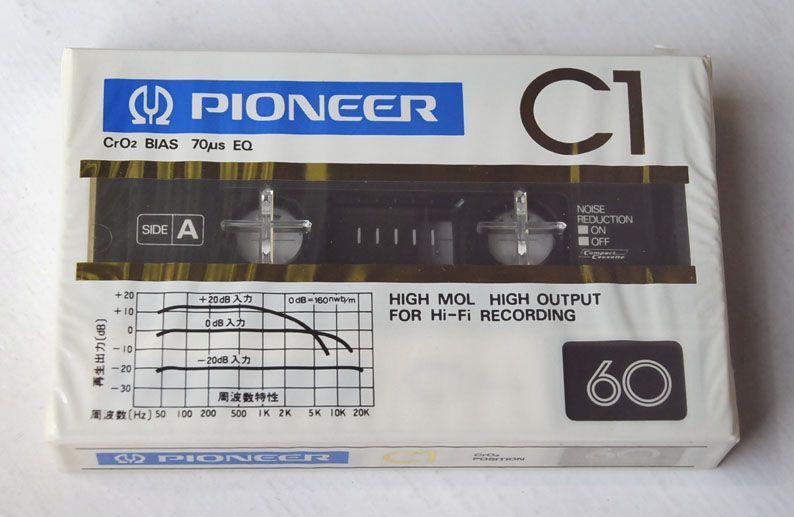 PIONEER
C1
CrO₂ BIAS 70µs EQ
SIDE A
NOISE
REDUCTION
ON
OFF
Compact
Cassette
HIGH MOL HIGH OUTPUT
FOR Hi-Fi RECORDING
60
再生出力(dB)
+20
+10
0
-10
-20
-30
+20dB入力
0dB=160nwb/m
0dB入力
-20dB入力
周波数特性
周波数(Hz) 50 100 200 500 1K 2K 5K 10K 20K
PIONEER C1 CrO₂
POSITION
60